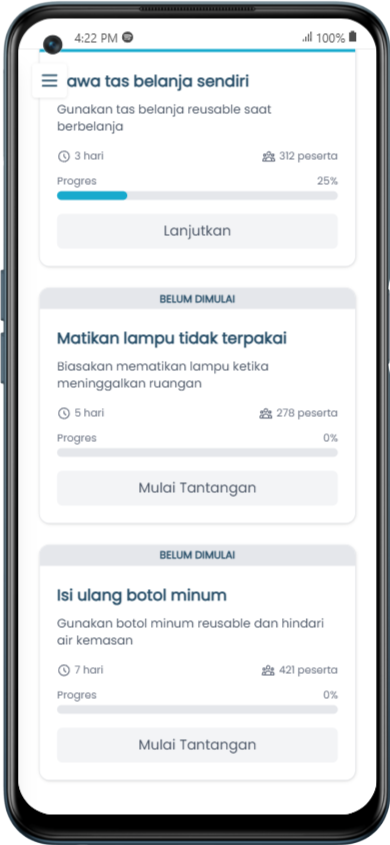 4:22 PM
100%
awa tas belanja sendiri
Gunakan tas belanja reusable saat
berbelanja
3 hari
312 peserta
Progres
25%
Lanjutkan
BELUM DIMULAI
Matikan lampu tidak terpakai
Biasakan mematikan lampu ketika
meninggalkan ruangan
5 hari
278 peserta
Progres
0%
Mulai Tantangan
BELUM DIMULAI
Isi ulang botol minum
Gunakan botol minum reusable dan hindari
air kemasan
7 hari
421 peserta
Progres
0%
Mulai Tantangan